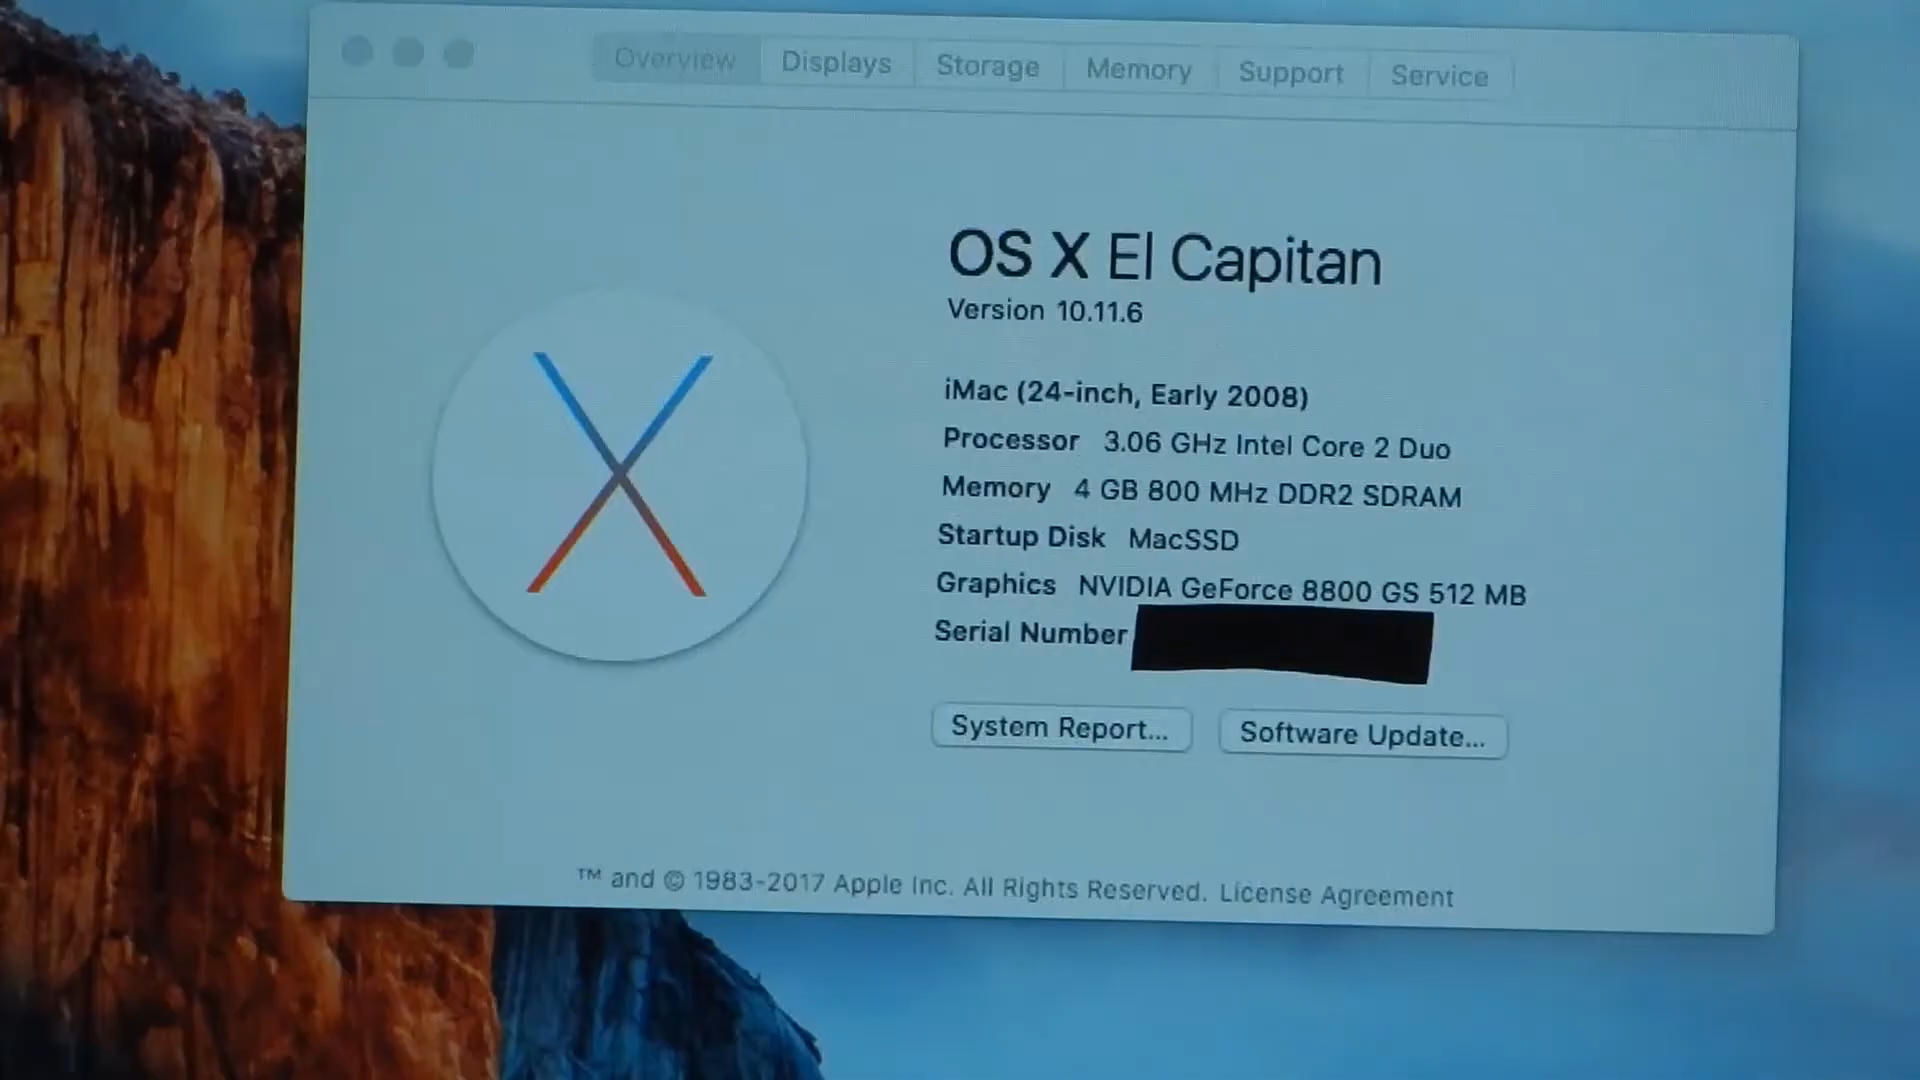 Overview Displays Storage Memory Support Service
OS X El Capitan
Version 10.11.6
iMac (24-inch, Early 2008)
Processor 3.06 GHz Intel Core 2 Duo
Memory 4 GB 800 MHz DDR2 SDRAM
Startup Disk MacSSD
Graphics NVIDIA GeForce 8800 GS 512 MB
Serial Number
System Report... Software Update...
™ and © 1983-2017 Apple Inc. All Rights Reserved. License Agreement